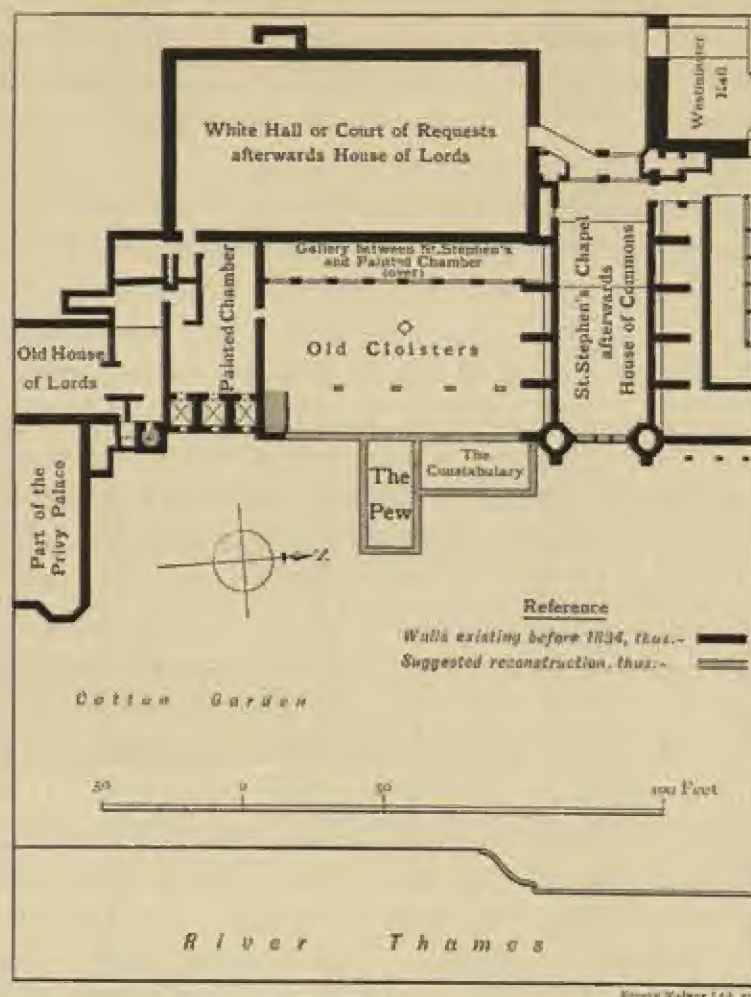 White Hall or Court of Requests
afterwards House of Lords
Westminster
Hall
Gallery between St. Stephen's
and Painted Chamber
(over)
Painted Chamber
Old Cloisters
St. Stephen's Chapel
afterwards
House of Commons
Old House
of Lords
Part of the
Privy Palace
The
Pew
The
Constabulary
N
Reference
Walls existing before 1834, thus:-
Suggested reconstruction, thus:-
Cotton Garden
50 0 50 100 Feet
River Thames